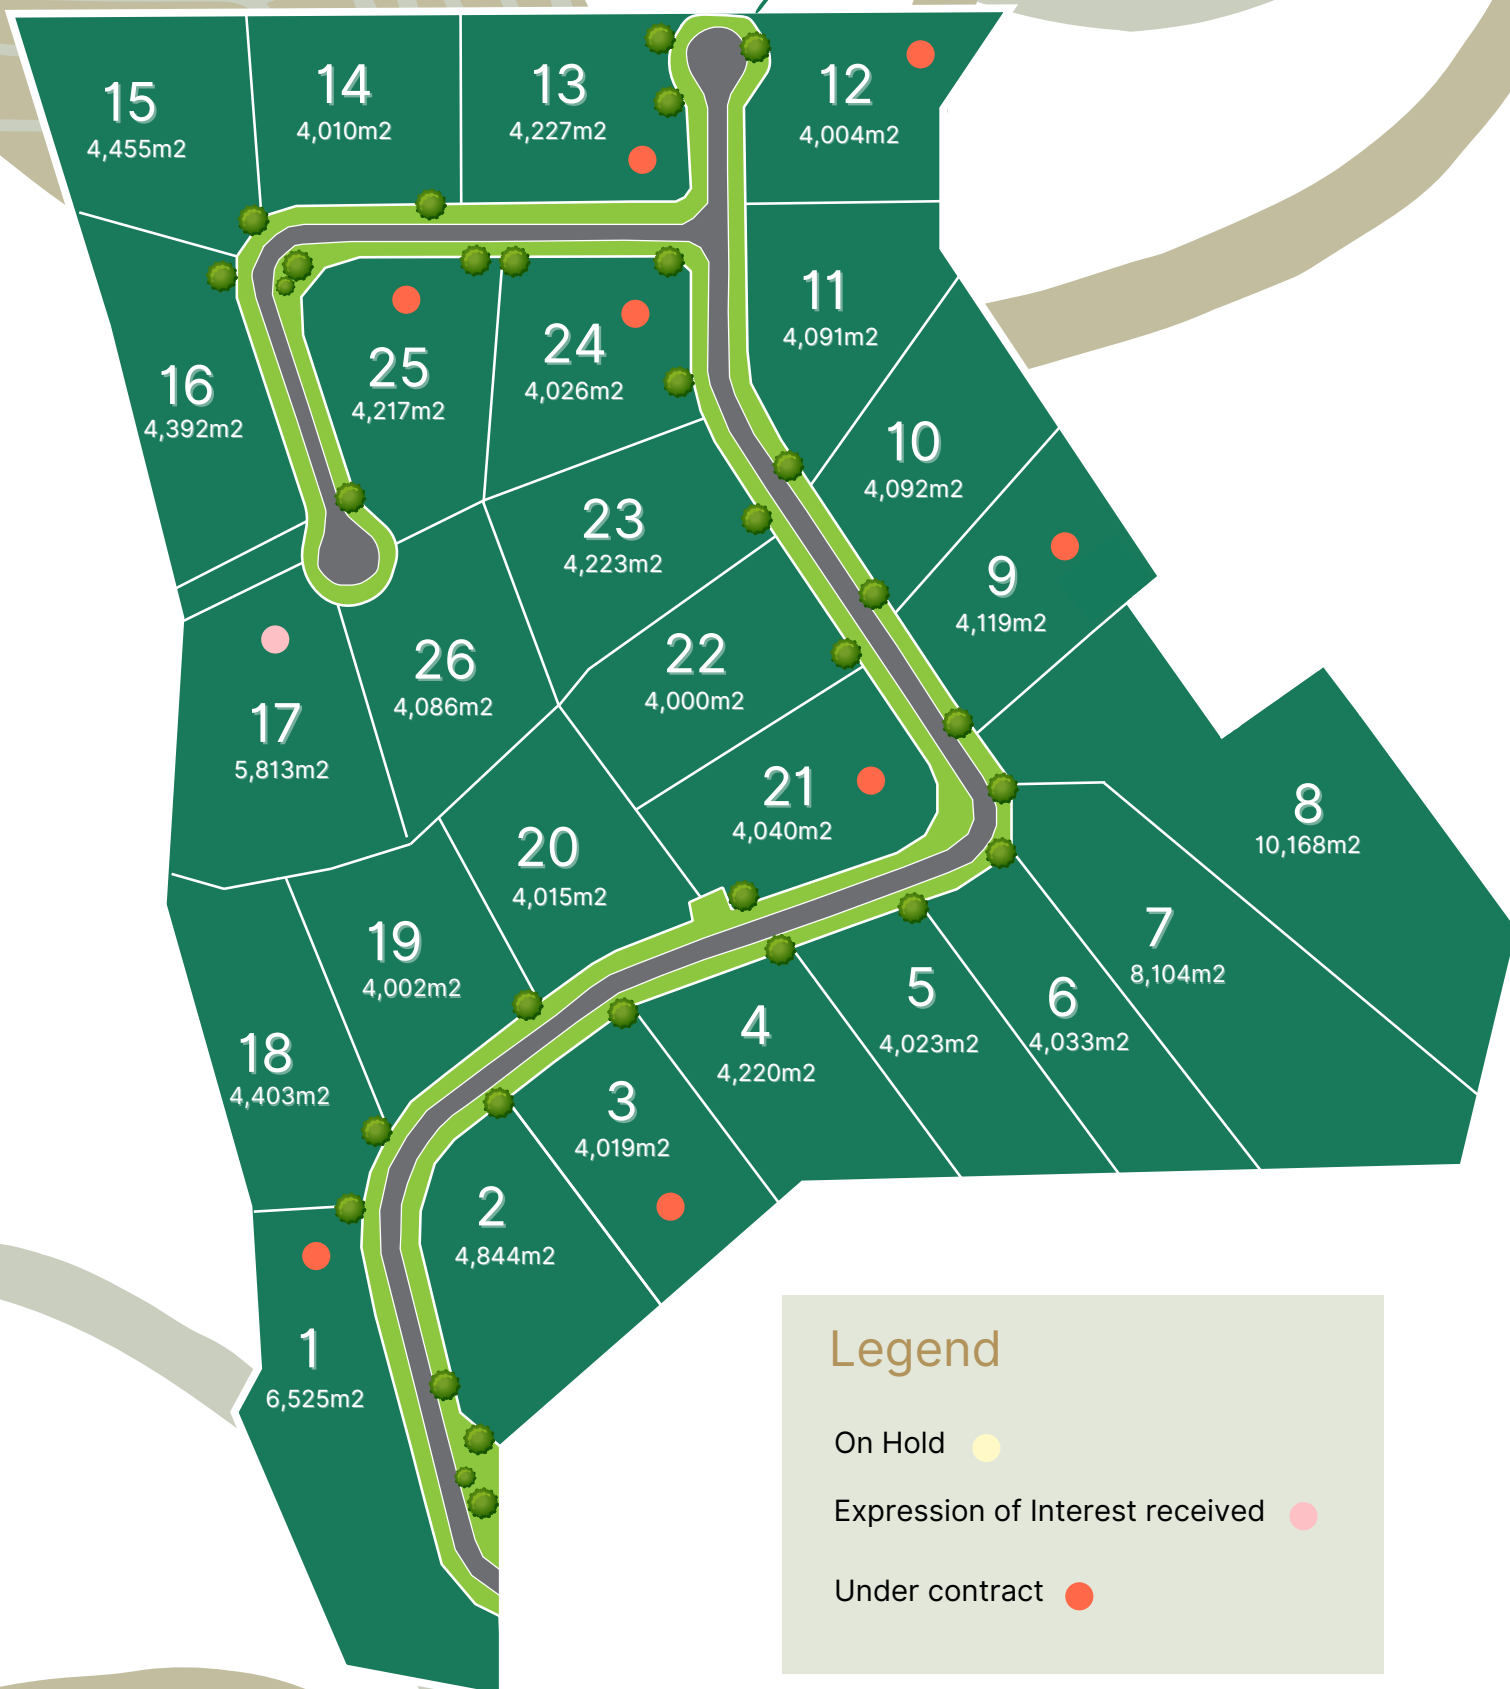 15
4,455m2
14
4,010m2
13
4,227m2
12
4,004m2
11
4,091m2
16
4,392m2
25
4,217m2
24
4,026m2
10
4,092m2
23
4,223m2
9
4,119m2
26
4,086m2
22
4,000m2
17
5,813m2
21
4,040m2
8
10,168m2
20
4,015m2
19
4,002m2
7
8,104m2
5
4,023m2
6
4,033m2
4
4,220m2
18
4,403m2
3
4,019m2
2
4,844m2
1
6,525m2
Legend
On Hold
Expression of Interest received
Under contract